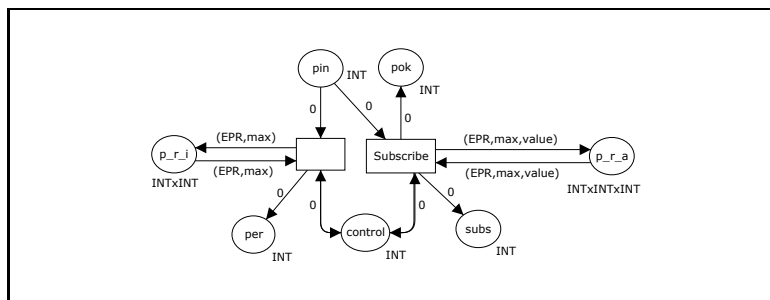 pin
INT
pok
INT
0
0
0
(EPR,max)
(EPR,max,value)
p_r_i
Subscribe
p_r_a
(EPR,max)
(EPR,max,value)
INTxINT
INTxINTxINT
0
0
0
0
per
control
subs
INT
INT
INT